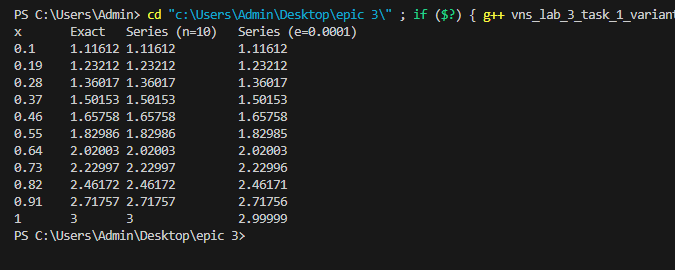 PS C:\Users\Admin> cd "c:\Users\Admin\Desktop\epic 3\" ; if ($?) { g++ vns_lab_3_task_1_variant
x Exact Series (n=10) Series (e=0.0001)
0.1 1.11612 1.11612 1.11612
0.19 1.23212 1.23212 1.23212
0.28 1.36017 1.36017 1.36017
0.37 1.50153 1.50153 1.50153
0.46 1.65758 1.65758 1.65758
0.55 1.82986 1.82986 1.82985
0.64 2.02003 2.02003 2.02003
0.73 2.22997 2.22997 2.22996
0.82 2.46172 2.46172 2.46171
0.91 2.71757 2.71757 2.71756
1 3 3 2.99999
PS C:\Users\Admin\Desktop\epic 3>